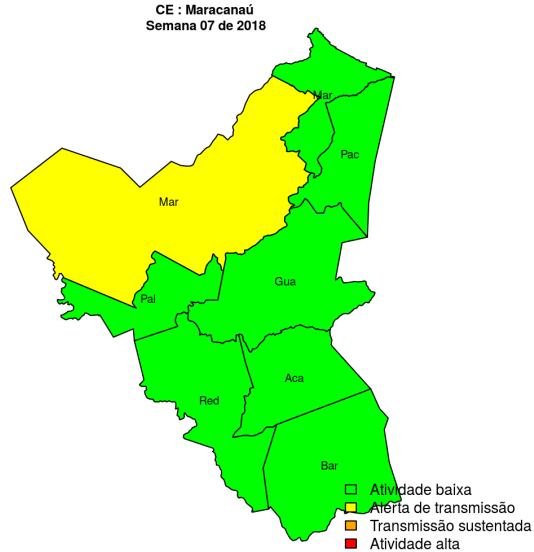 CE : Maracanaú
Semana 07 de 2018
Mar
Pac
Mar
Gua
Pal
Aca
Red
Bar
Atividade baixa
Alerta de transmissão
Transmissão sustentada
Atividade alta